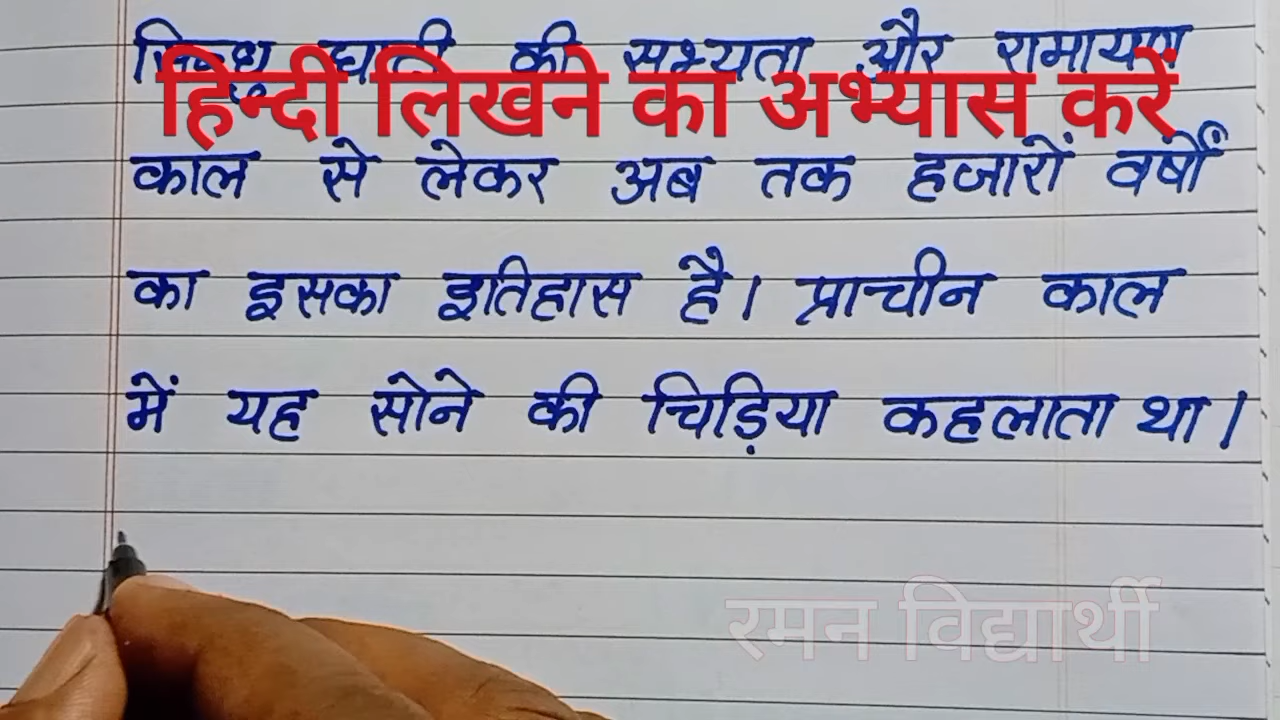 सिन्धु घाटी की सभ्यता और रामायण
हिन्दी लिखने का अभ्यास करें
काल से लेकर अब तक हजारों वर्षों
का इसका इतिहास है। प्राचीन काल
में यह सोने की चिड़िया कहलाता था।
रमन विद्यार्थी